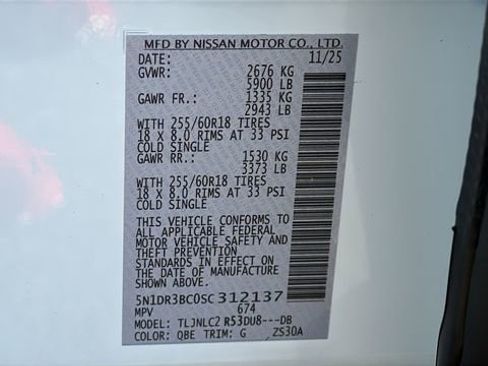 MFD BY NISSAN MOTOR CO., LTD.
DATE: 11/25
GVWR: 2676 KG
5900 LB
GAWR FR.: 1335 KG
2943 LB
WITH 255/60R18 TIRES
18 X 8.0 RIMS AT 33 PSI
COLD SINGLE
GAWR RR.: 1530 KG
3373 LB
WITH 255/60R18 TIRES
18 X 8.0 RIMS AT 33 PSI
COLD SINGLE
THIS VEHICLE CONFORMS TO
ALL APPLICABLE FEDERAL
MOTOR VEHICLE SAFETY AND
THEFT PREVENTION
STANDARDS IN EFFECT ON
THE DATE OF MANUFACTURE
SHOWN ABOVE.
5N1DR3BC0SC312137
MPV 674
MODEL: TLJNLC2 R53DU8---DB
COLOR: QBE TRIM: G ZS30A